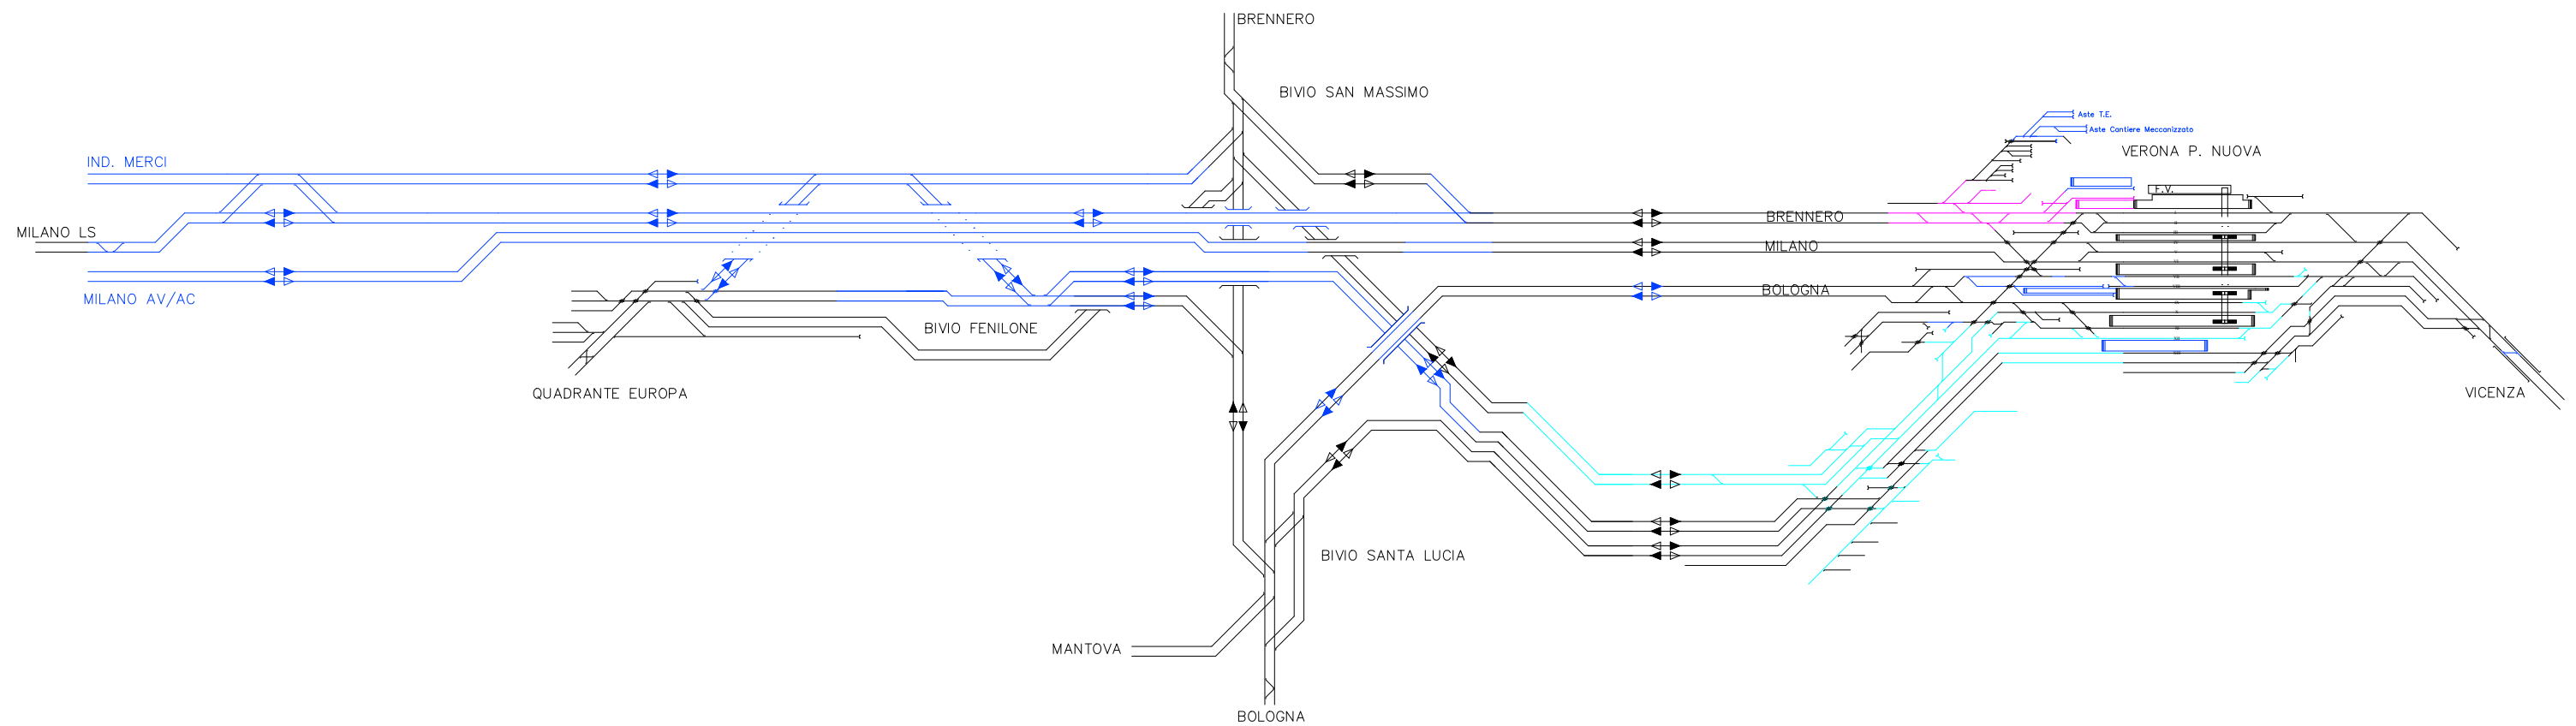 BRENNERO
BIVIO SAN MASSIMO
Aste T.E.
Aste Cantiere Meccanizzato
VERONA P. NUOVA
IND. MERCI
F.V.
BRENNERO
MILANO LS
MILANO
MILANO AV/AC
BOLOGNA
BIVIO FENILONE
QUADRANTE EUROPA
VICENZA
BIVIO SANTA LUCIA
MANTOVA
BOLOGNA